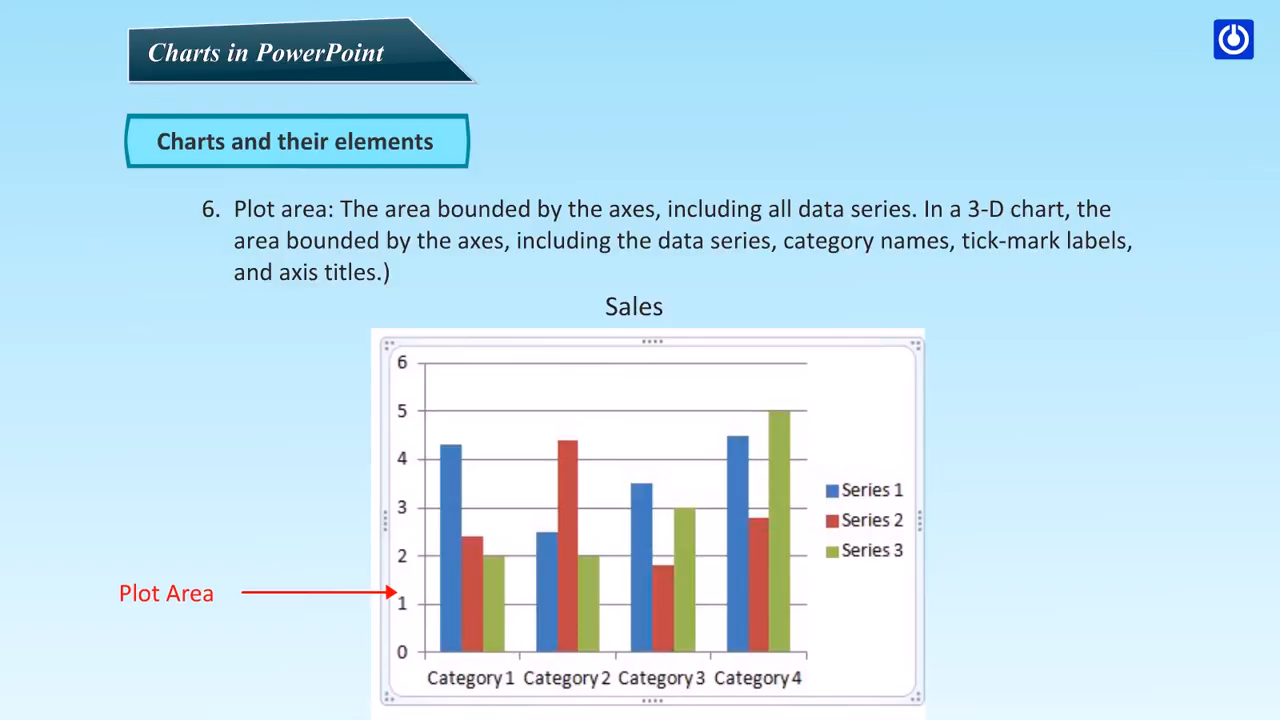 Charts in PowerPoint
Charts and their elements
6. Plot area: The area bounded by the axes, including all data series. In a 3-D chart, the
area bounded by the axes, including the data series, category names, tick-mark labels,
and axis titles.)
Sales
6
5
4
3
2
1
0
Category 1 Category 2 Category 3 Category 4
Series 1
Series 2
Series 3
Plot Area